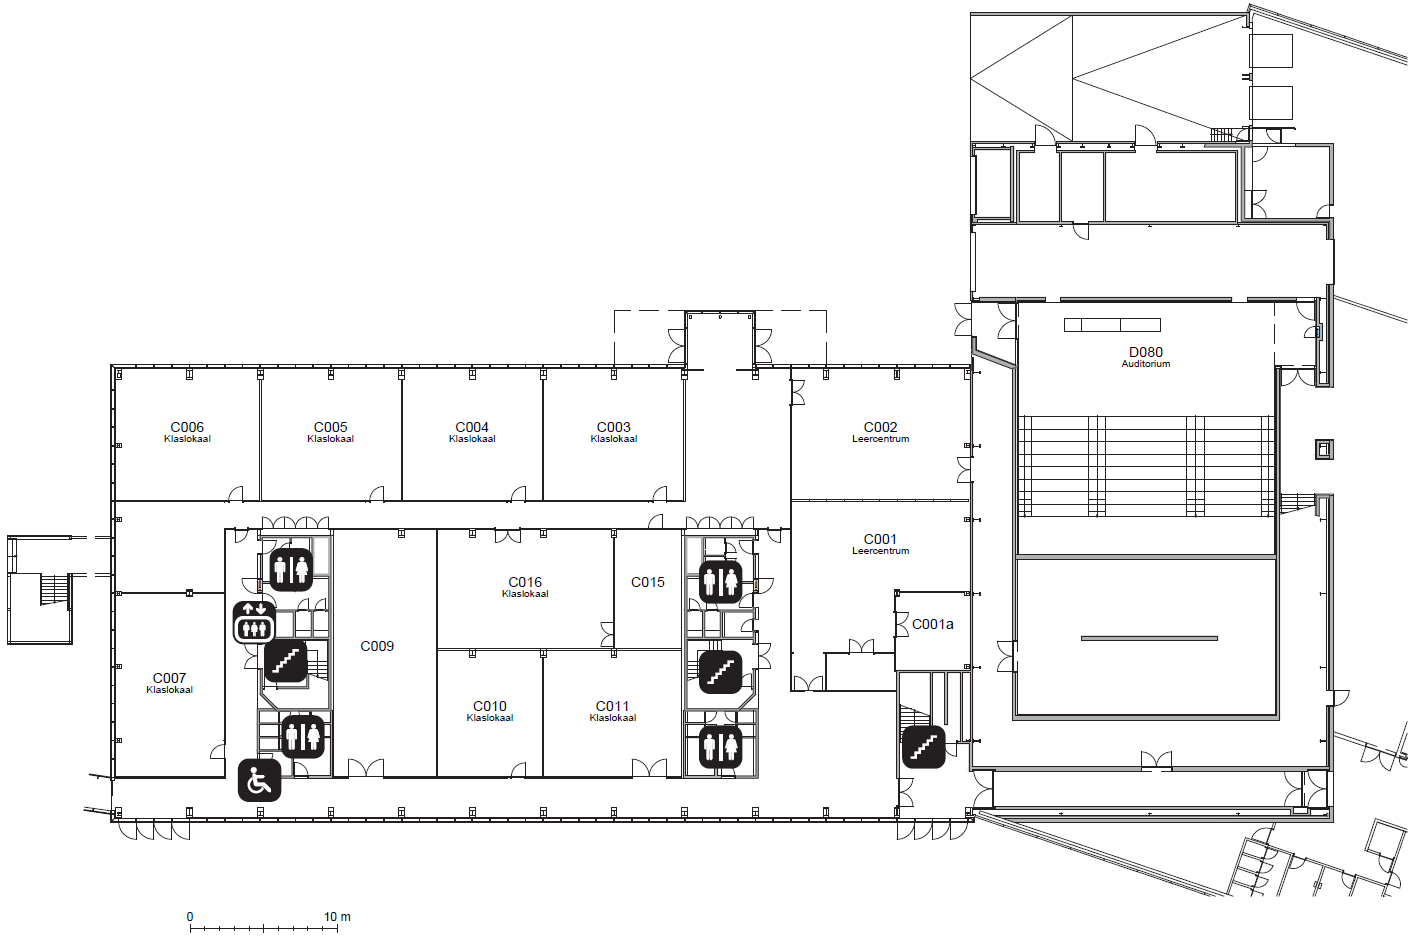 D080
Auditorium
C006
Klaslokaal
C005
Klaslokaal
C004
Klaslokaal
C003
Klaslokaal
C002
Leercentrum
C001
Leercentrum
C016
Klaslokaal
C015
C001a
C009
C007
Klaslokaal
C010
Klaslokaal
C011
Klaslokaal
0 10 m